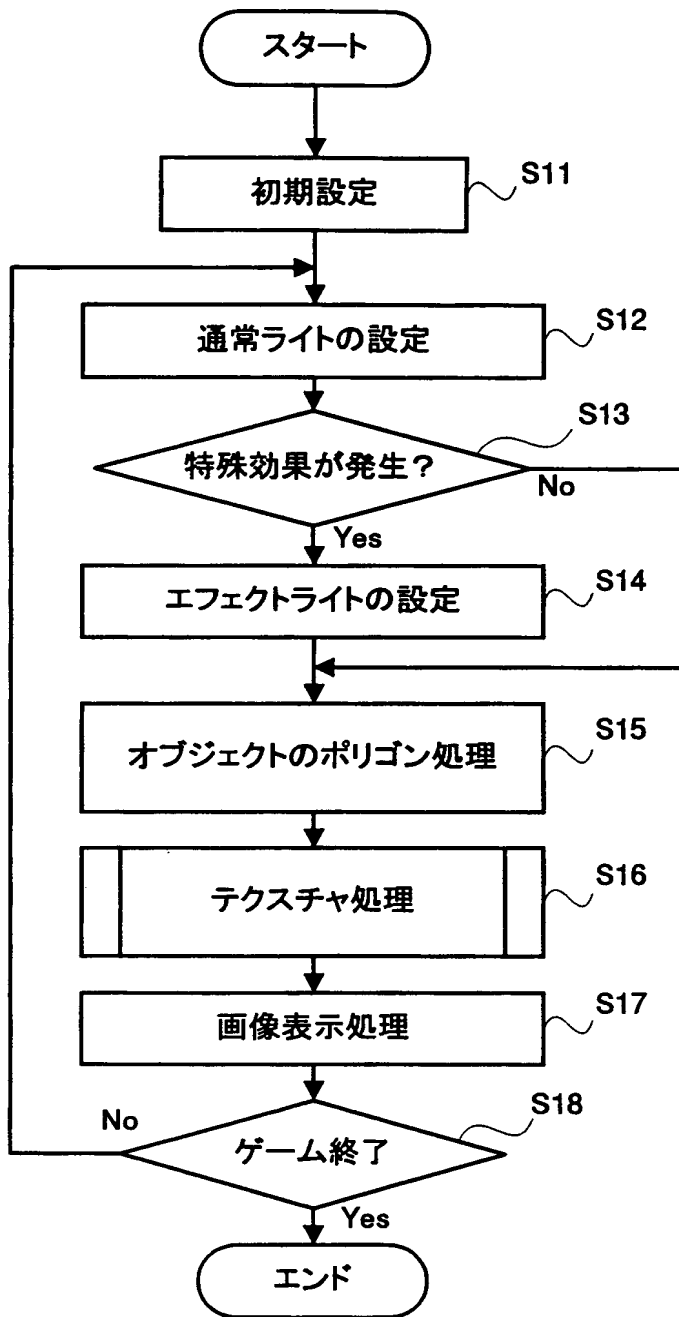 スタート
初期設定
S11
通常ライトの設定
S12
特殊効果が発生？
S13
No
Yes
エフェクトライトの設定
S14
オブジェクトのポリゴン処理
S15
テクスチャ処理
S16
画像表示処理
S17
ゲーム終了
S18
No
Yes
エンド